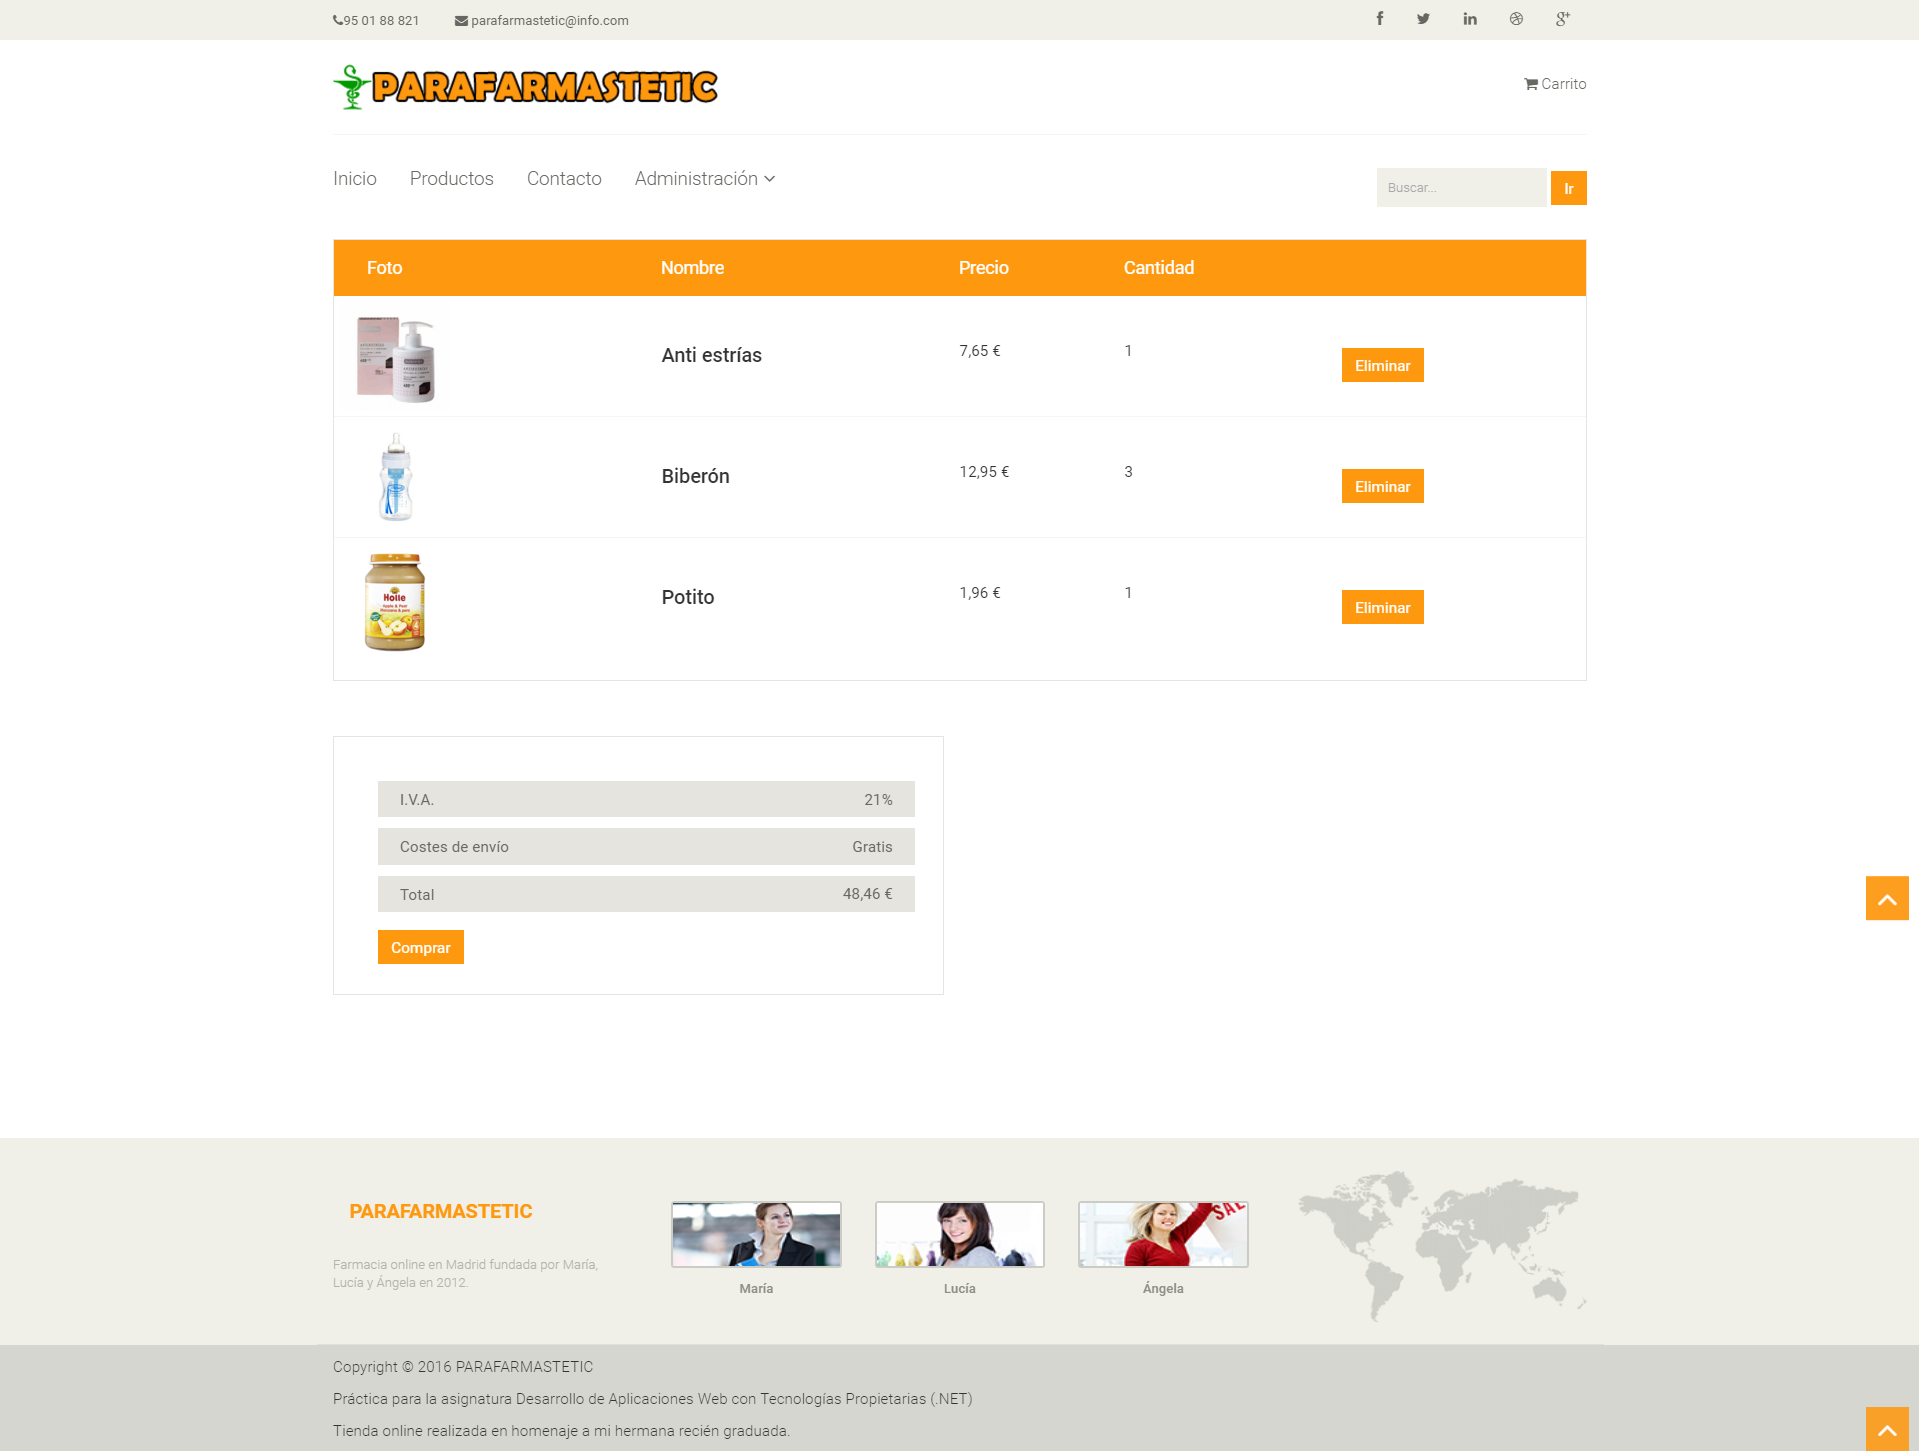 95 01 88 821 parafarmastetic@info.com
PARAFARMASTETIC
Carrito
Inicio Productos Contacto Administración
Buscar... Ir
Foto Nombre Precio Cantidad
Anti estrías 7,65 € 1 Eliminar
Biberón 12,95 € 3 Eliminar
Holle
Apple & Pear
Potito 1,96 € 1 Eliminar
I.V.A. 21%
Costes de envío Gratis
Total 48,46 €
Comprar
PARAFARMASTETIC
Farmacia online en Madrid fundada por María,
Lucía y Ángela en 2012.
SALE
María Lucía Ángela
Copyright © 2016 PARAFARMASTETIC
Práctica para la asignatura Desarrollo de Aplicaciones Web con Tecnologías Propietarias (.NET)
Tienda online realizada en homenaje a mi hermana recién graduada.